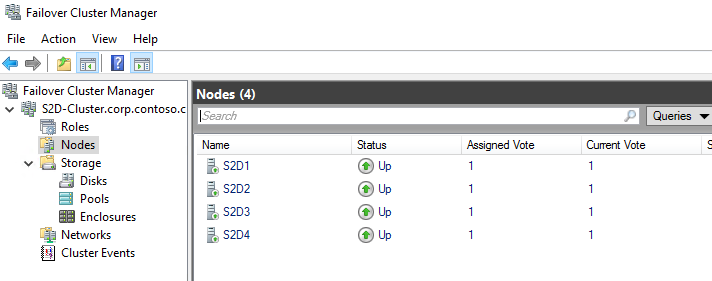 Failover Cluster Manager
File Action View Help
Failover Cluster Manager
S2D-Cluster.corp.contoso.c
Roles
Nodes
Storage
Disks
Pools
Enclosures
Networks
Cluster Events
Nodes (4)
Search Queries
Name Status Assigned Vote Current Vote S
S2D1 Up 1 1
S2D2 Up 1 1
S2D3 Up 1 1
S2D4 Up 1 1